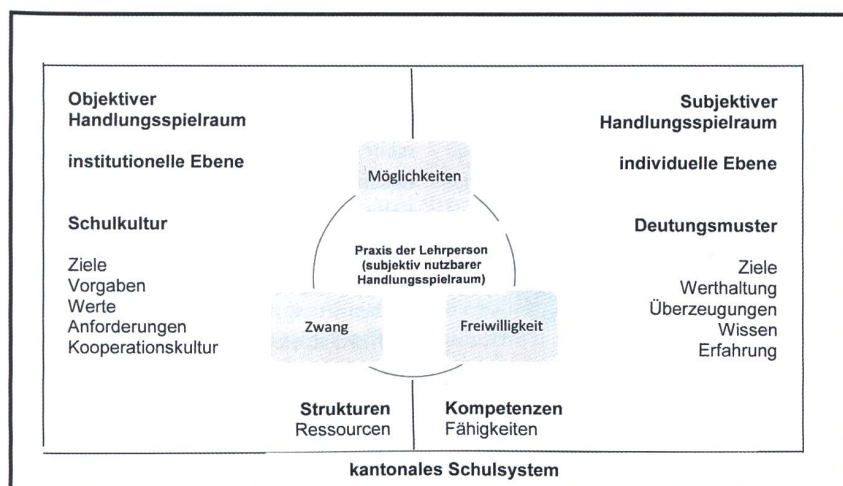 Objektiver
Handlungsspielraum
institutionelle Ebene
Schulkultur
Ziele
Vorgaben
Werte
Anforderungen
Kooperationskultur
Subjektiver
Handlungsspielraum
individuelle Ebene
Deutungsmuster
Ziele
Werthaltung
Überzeugungen
Wissen
Erfahrung
Möglichkeiten
Praxis der Lehrperson
(subjektiv nutzbarer
Handlungsspielraum)
Zwang
Freiwilligkeit
Strukturen
Ressourcen
Kompetenzen
Fähigkeiten
kantonales Schulsystem